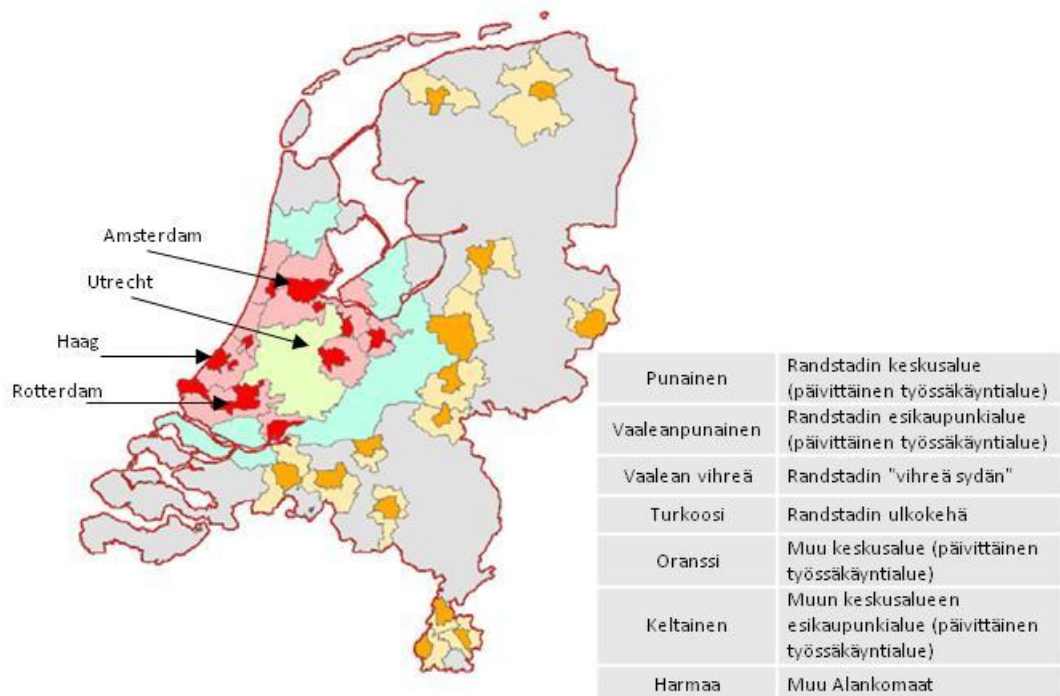 Amsterdam
Utrecht
Haag
Rotterdam
Punainen
Randstadin keskusalue
(päivittäinen työssäkäyntialue)
Vaaleanpunainen
Randstadin esikaupunkialue
(päivittäinen työssäkäyntialue)
Vaalean vihreä
Randstadin "vihreä sydän"
Turkoosi
Randstadin ulkokehä
Oranssi
Muu keskusalue (päivittäinen
työssäkäyntialue)
Keltainen
Muun keskusalueen
esikaupunkialue (päivittäinen
työssäkäyntialue)
Harmaa
Muu Alankomaat